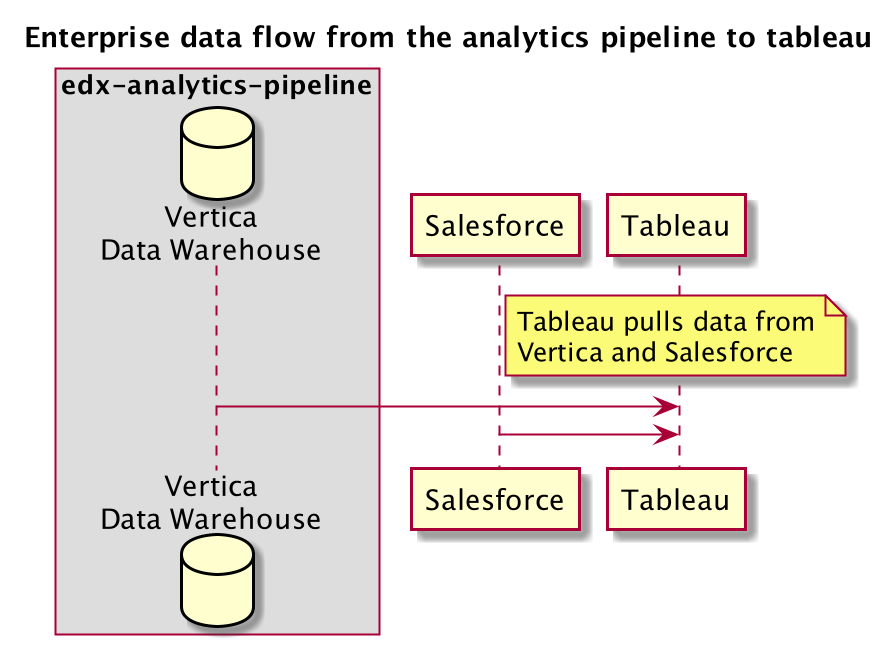 Enterprise data flow from the analytics pipeline to tableau
edx-analytics-pipeline
Vertica
Data Warehouse
Salesforce
Tableau
Tableau pulls data from
Vertica and Salesforce
Vertica
Data Warehouse
Salesforce
Tableau